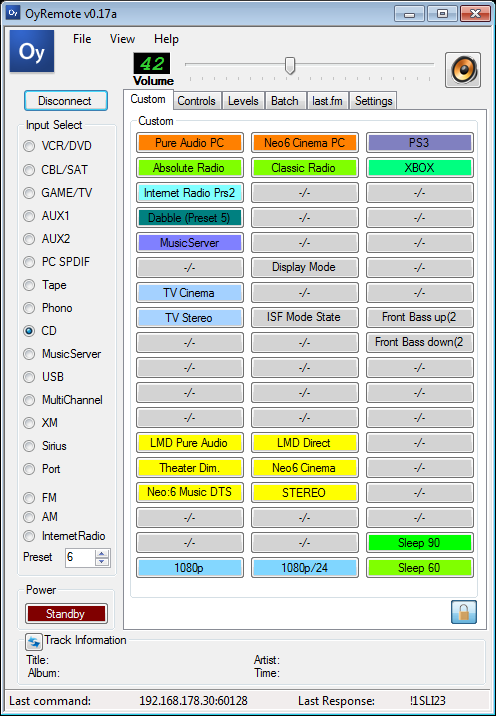 OyRemote v0.17a
Oy
File View Help
42
Volume
Disconnect
Custom Controls Levels Batch last.fm Settings
Input Select
VCR/DVD
CBL/SAT
GAME/TV
AUX1
AUX2
PC SPDIF
Tape
Phono
CD
MusicServer
USB
MultiChannel
XM
Sirius
Port
FM
AM
InternetRadio
Preset 6
Power
Standby
Custom
Pure Audio PC Neo6 Cinema PC PS3
Absolute Radio Classic Radio XBOX
Internet Radio Prs2 -/- -/-
Dabble (Preset 5) -/- -/-
MusicServer -/- -/-
-/- Display Mode -/-
TV Cinema -/- -/-
TV Stereo ISF Mode State Front Bass up(2
-/- -/- Front Bass down(2
-/- -/- -/-
-/- -/- -/-
-/- -/- -/-
LMD Pure Audio LMD Direct -/-
Theater Dim. Neo6 Cinema -/-
Neo:6 Music DTS STEREO -/-
-/- -/- -/-
-/- -/- Sleep 90
1080p 1080p/24 Sleep 60
Track Information
Title: Artist:
Album: Time:
Last command: 192.168.178.30:60128 Last Response: !1SLI23